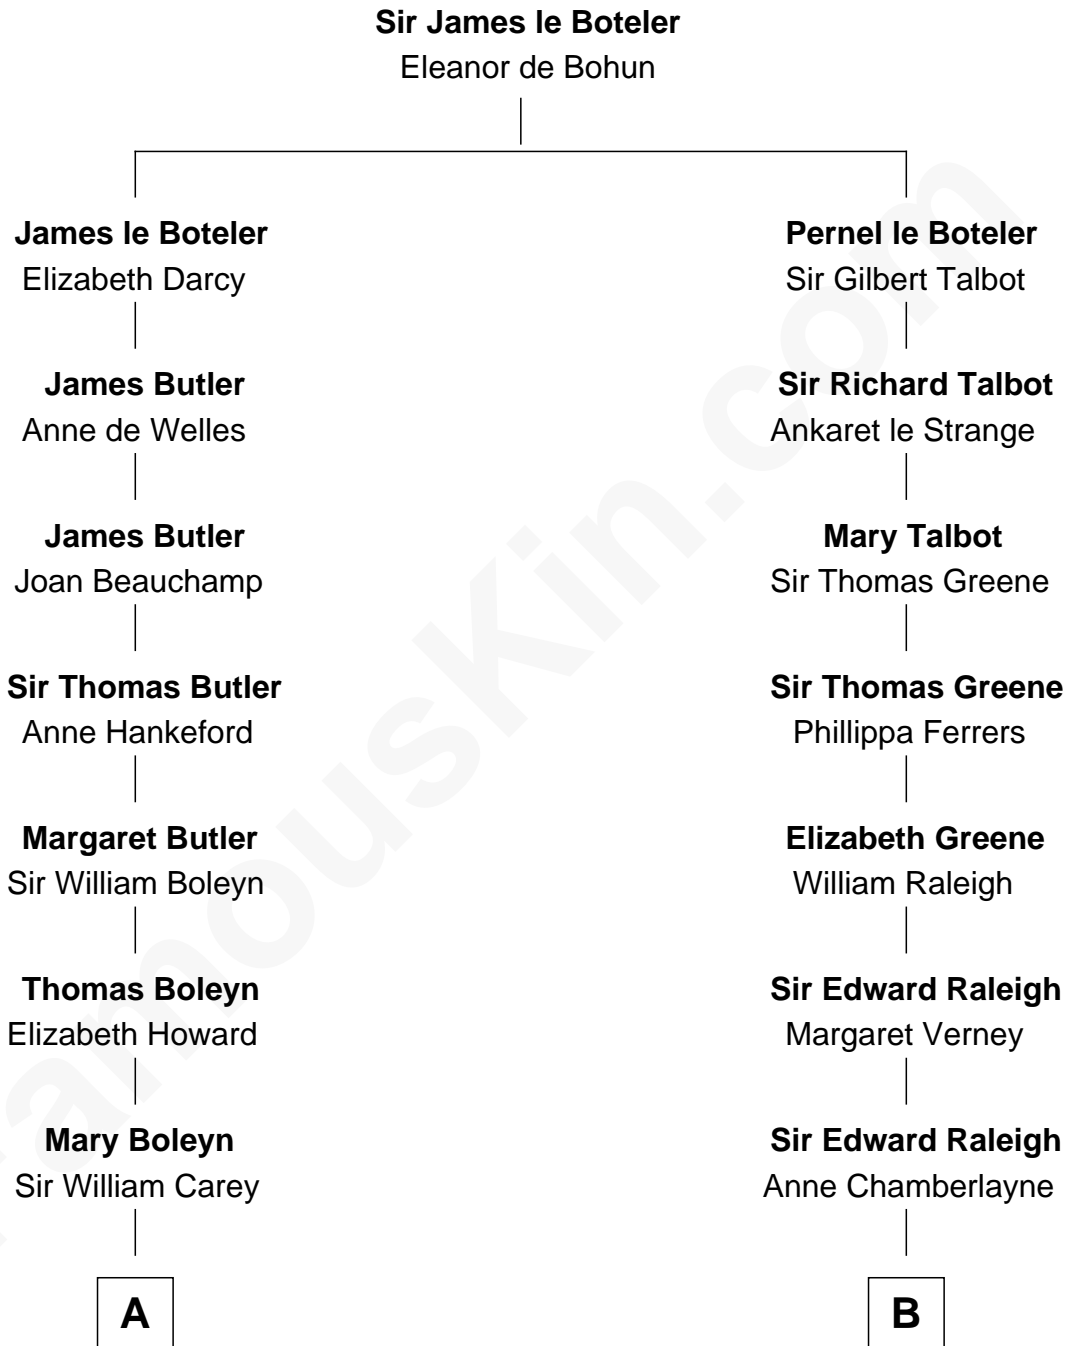 Sir James le Boteler
Eleanor de Bohun
James le Boteler
Elizabeth Darcy
James Butler
Anne de Welles
James Butler
Joan Beauchamp
Sir Thomas Butler
Anne Hankeford
Margaret Butler
Sir William Boleyn
Thomas Boleyn
Elizabeth Howard
Mary Boleyn
Sir William Carey
A
Pernel le Boteler
Sir Gilbert Talbot
Sir Richard Talbot
Ankaret le Strange
Mary Talbot
Sir Thomas Greene
Sir Thomas Greene
Phillippa Ferrers
Elizabeth Greene
William Raleigh
Sir Edward Raleigh
Margaret Verney
Sir Edward Raleigh
Anne Chamberlayne
B
FamousKin.com